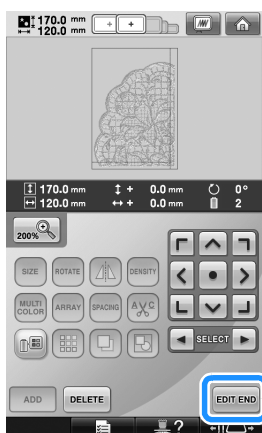 170.0 mm
120.0 mm
170.0 mm 0.0 mm 0°
120.0 mm 0.0 mm 2
200%
SIZE ROTATE DENSITY
MULTI COLOR ARRAY SPACING AC
SELECT
ADD DELETE EDIT END
?